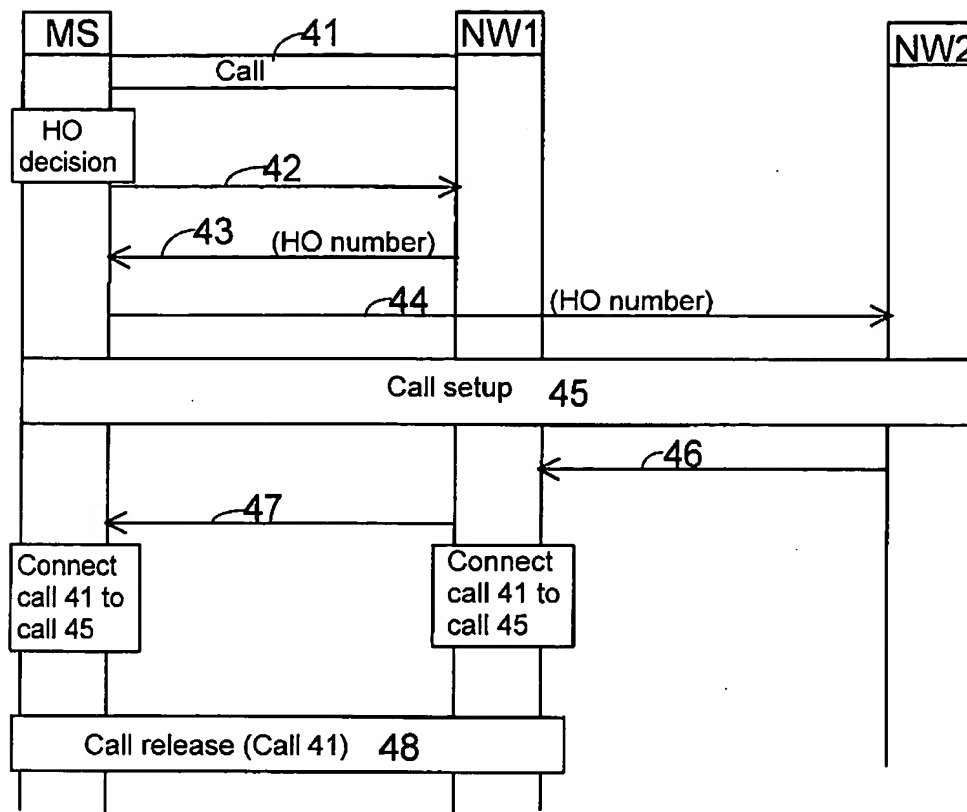 MS
41
NW1
NW2
Call
HO
decision
42
43
(HO number)
44
(HO number)
Call setup 45
46
47
Connect
call 41 to
call 45
Connect
call 41 to
call 45
Call release (Call 41) 48